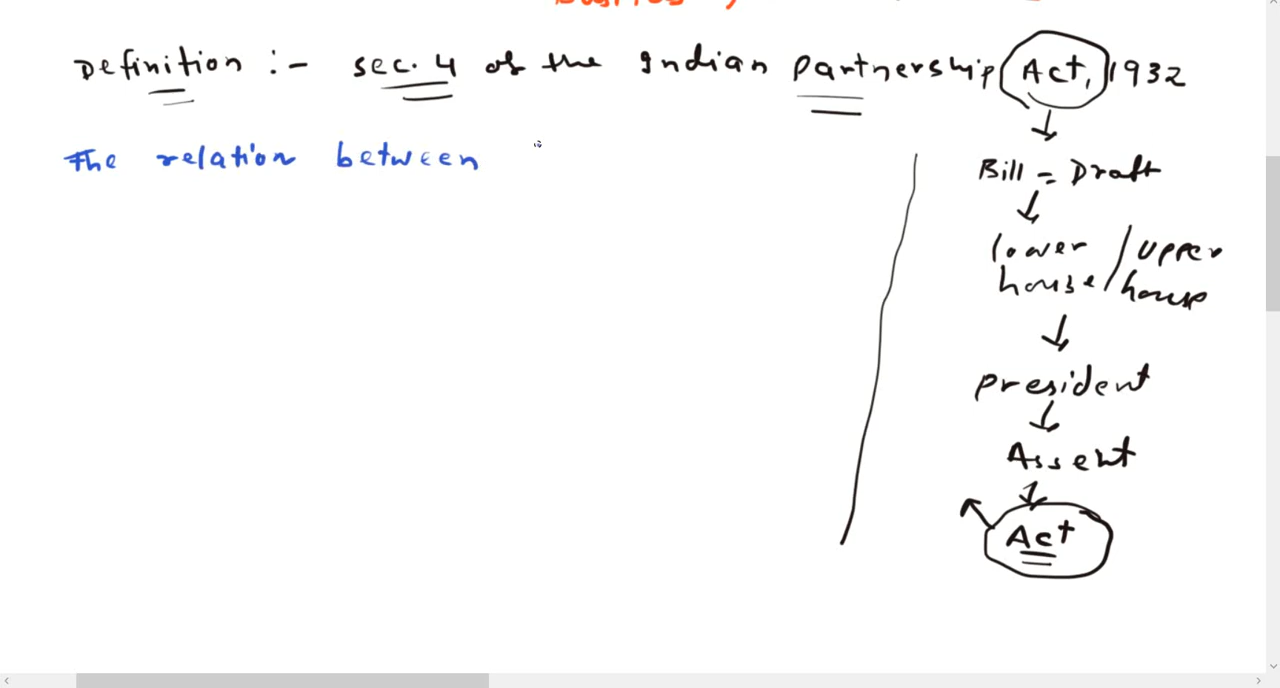 Definition :- sec. 4 of the Indian Partnership Act, 1932
The relation between
Bill = Draft
lower / upper
house / house
President
Assent
Act